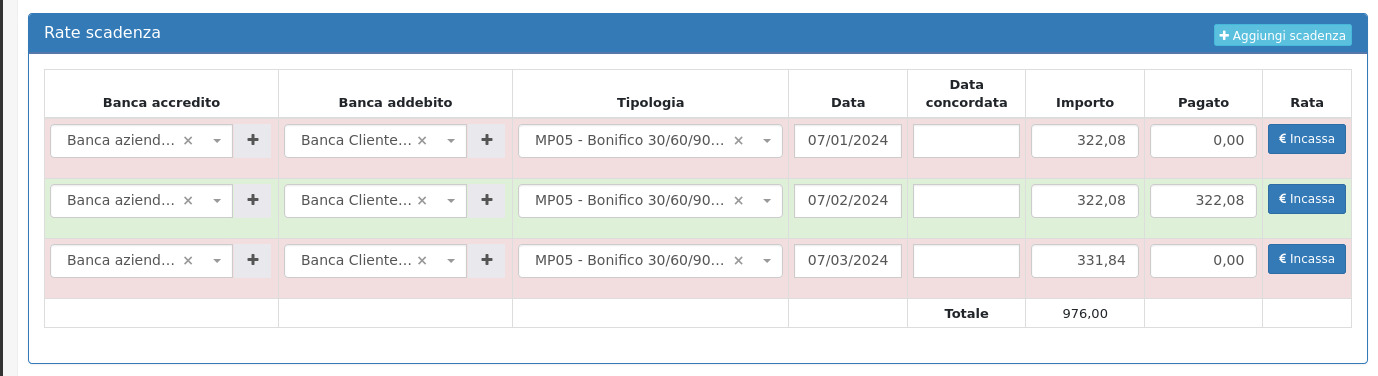 Rate scadenza
+ Aggiungi scadenza
Banca accredito Banca addebito Tipologia Data Data concordata Importo Pagato Rata
Banca aziend... × + Banca Cliente... × + MP05 - Bonifico 30/60/90... × 07/01/2024 322,08 0,00 € Incassa
Banca aziend... × + Banca Cliente... × + MP05 - Bonifico 30/60/90... × 07/02/2024 322,08 322,08 € Incassa
Banca aziend... × + Banca Cliente... × + MP05 - Bonifico 30/60/90... × 07/03/2024 331,84 0,00 € Incassa
Totale 976,00